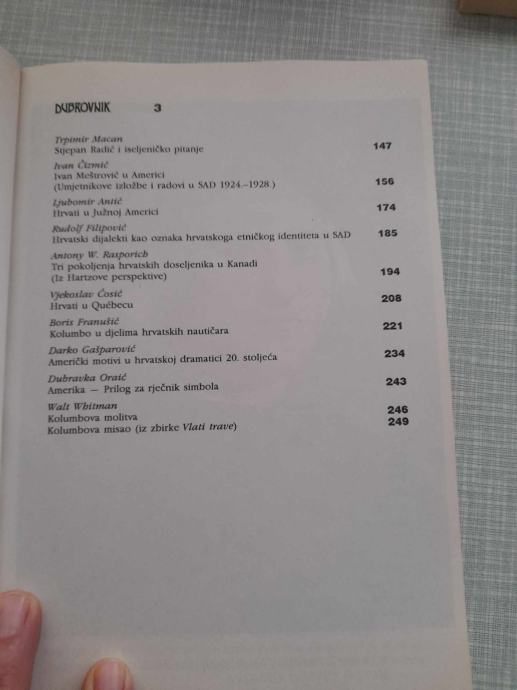 DUBROVNIK 3
Trpimir Macan
Stjepan Radić i iseljeničko pitanje 147
Ivan Čizmić
Ivan Meštrović u Americi
(Umjetnikove izložbe i radovi u SAD 1924.–1928.) 156
Ljubomir Antić
Hrvati u Južnoj Americi 174
Rudolf Filipović
Hrvatski dijalekti kao oznaka hrvatskoga etničkog identiteta u SAD 185
Antony W. Rasporich
Tri pokoljenja hrvatskih doseljenika u Kanadi
(Iz Hartzove perspektive) 194
Vjekoslav Ćosić
Hrvati u Québecu 208
Boris Franušić
Kolumbo u djelima hrvatskih nautičara 221
Darko Gašparović
Američki motivi u hrvatskoj dramatici 20. stoljeća 234
Dubravka Oraić
Amerika — Prilog za rječnik simbola 243
Walt Whitman
Kolumbova molitva 246
Kolumbova misao (iz zbirke Vlati trave) 249